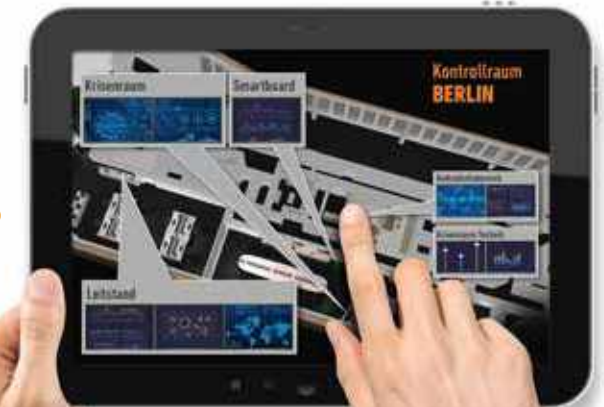 Krisenraum
Smartboard
Kontrollraum
BERLIN
Leitstand